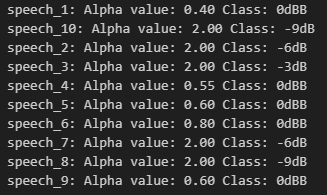 speech_1: Alpha value: 0.40 Class: 0dBB
speech_10: Alpha value: 2.00 Class: -9dB
speech_2: Alpha value: 2.00 Class: -6dB
speech_3: Alpha value: 2.00 Class: -3dB
speech_4: Alpha value: 0.55 Class: 0dBB
speech_5: Alpha value: 0.60 Class: 0dBB
speech_6: Alpha value: 0.80 Class: 0dBB
speech_7: Alpha value: 2.00 Class: -6dB
speech_8: Alpha value: 2.00 Class: -9dB
speech_9: Alpha value: 0.60 Class: 0dBB